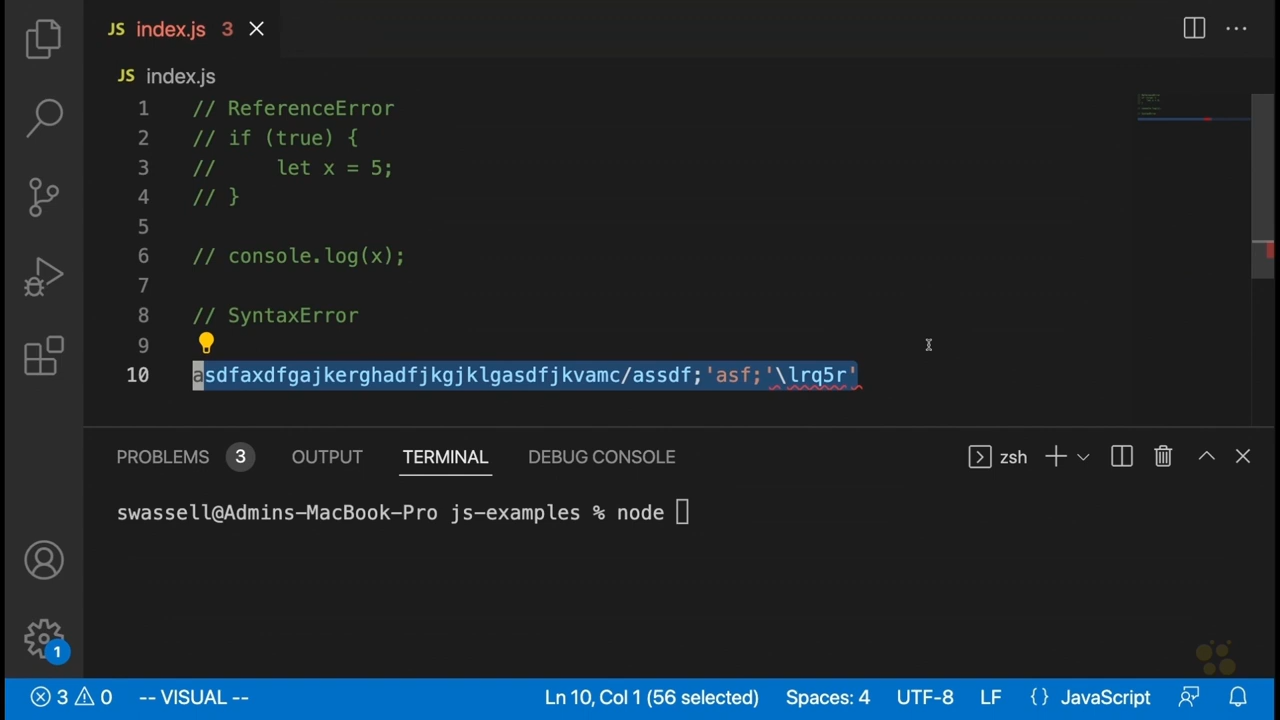 JS index.js 3
JS index.js
1 // ReferenceError
2 // if (true) {
3 //     let x = 5;
4 // }
5
6 // console.log(x);
7
8 // SyntaxError
9
10 asdfaxdfgajkerghadfjkgjklgasdfjkvamc/assdf;'asf;'\lrq5r'
PROBLEMS 3 OUTPUT TERMINAL DEBUG CONSOLE zsh
swassell@Admins-MacBook-Pro js-examples % node
1
3 0 -- VISUAL -- Ln 10, Col 1 (56 selected) Spaces: 4 UTF-8 LF {} JavaScript